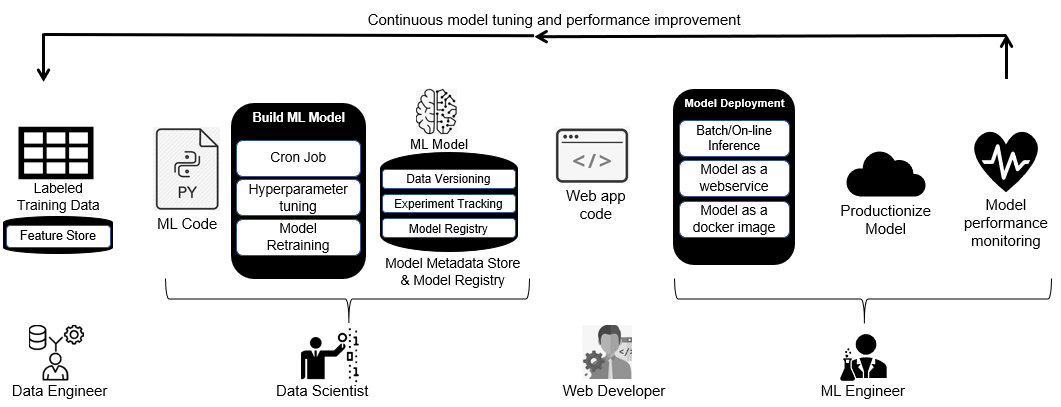 Continuous model tuning and performance improvement
Labeled
Training Data
Feature Store
PY
ML Code
Build ML Model
Cron Job
Hyperparameter
tuning
Model
Retraining
ML Model
Data Versioning
Experiment Tracking
Model Registry
Model Metadata Store
& Model Registry
</>
Web app
code
Model Deployment
Batch/On-line
Inference
Model as a
webservice
Model as a
docker image
Productionize
Model
Model
performance
monitoring
Data Engineer
1
1
Data Scientist
</>
Web Developer
ML Engineer